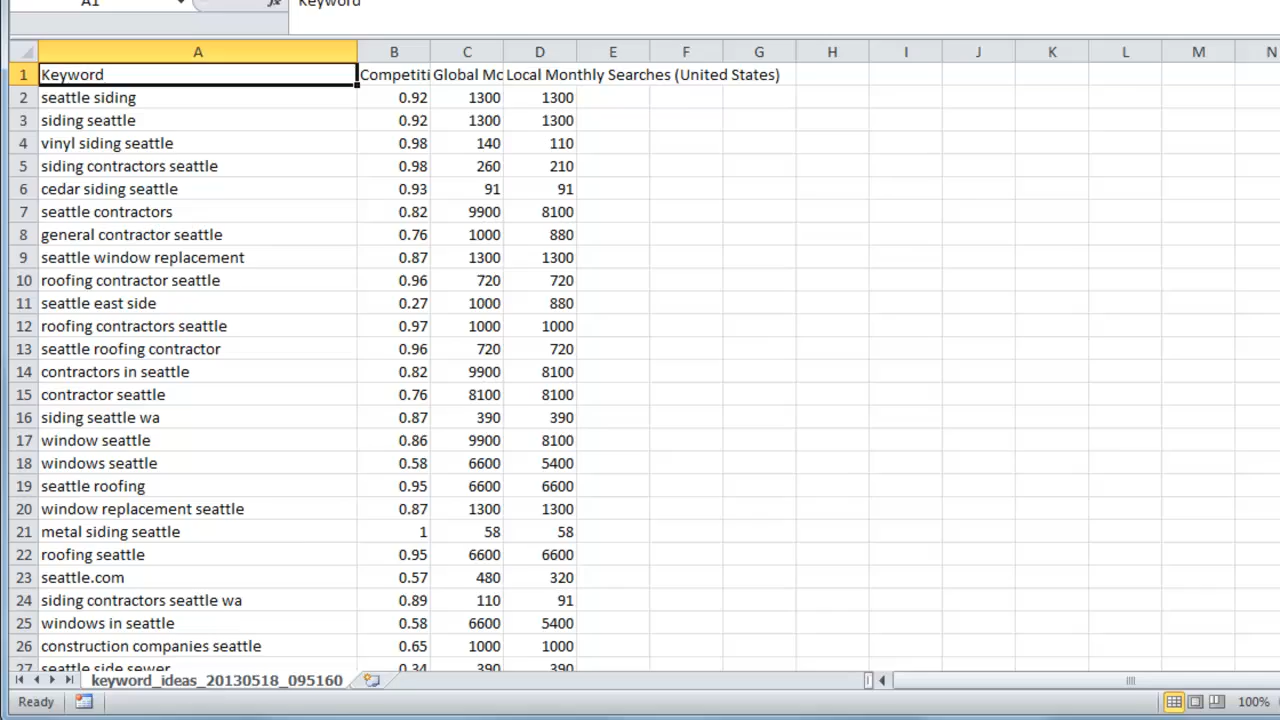 A1 fx Keyword
A B C D E F G H I J K L M N
1 Keyword Competiti Global Mo Local Monthly Searches (United States)
2 seattle siding 0.92 1300 1300
3 siding seattle 0.92 1300 1300
4 vinyl siding seattle 0.98 140 110
5 siding contractors seattle 0.98 260 210
6 cedar siding seattle 0.93 91 91
7 seattle contractors 0.82 9900 8100
8 general contractor seattle 0.76 1000 880
9 seattle window replacement 0.87 1300 1300
10 roofing contractor seattle 0.96 720 720
11 seattle east side 0.27 1000 880
12 roofing contractors seattle 0.97 1000 1000
13 seattle roofing contractor 0.96 720 720
14 contractors in seattle 0.82 9900 8100
15 contractor seattle 0.76 8100 8100
16 siding seattle wa 0.87 390 390
17 window seattle 0.86 9900 8100
18 windows seattle 0.58 6600 5400
19 seattle roofing 0.95 6600 6600
20 window replacement seattle 0.87 1300 1300
21 metal siding seattle 1 58 58
22 roofing seattle 0.95 6600 6600
23 seattle.com 0.57 480 320
24 siding contractors seattle wa 0.89 110 91
25 windows in seattle 0.58 6600 5400
26 construction companies seattle 0.65 1000 1000
27 seattle side sewer 0.34 390 390
keyword_ideas_20130518_095160
Ready 100%